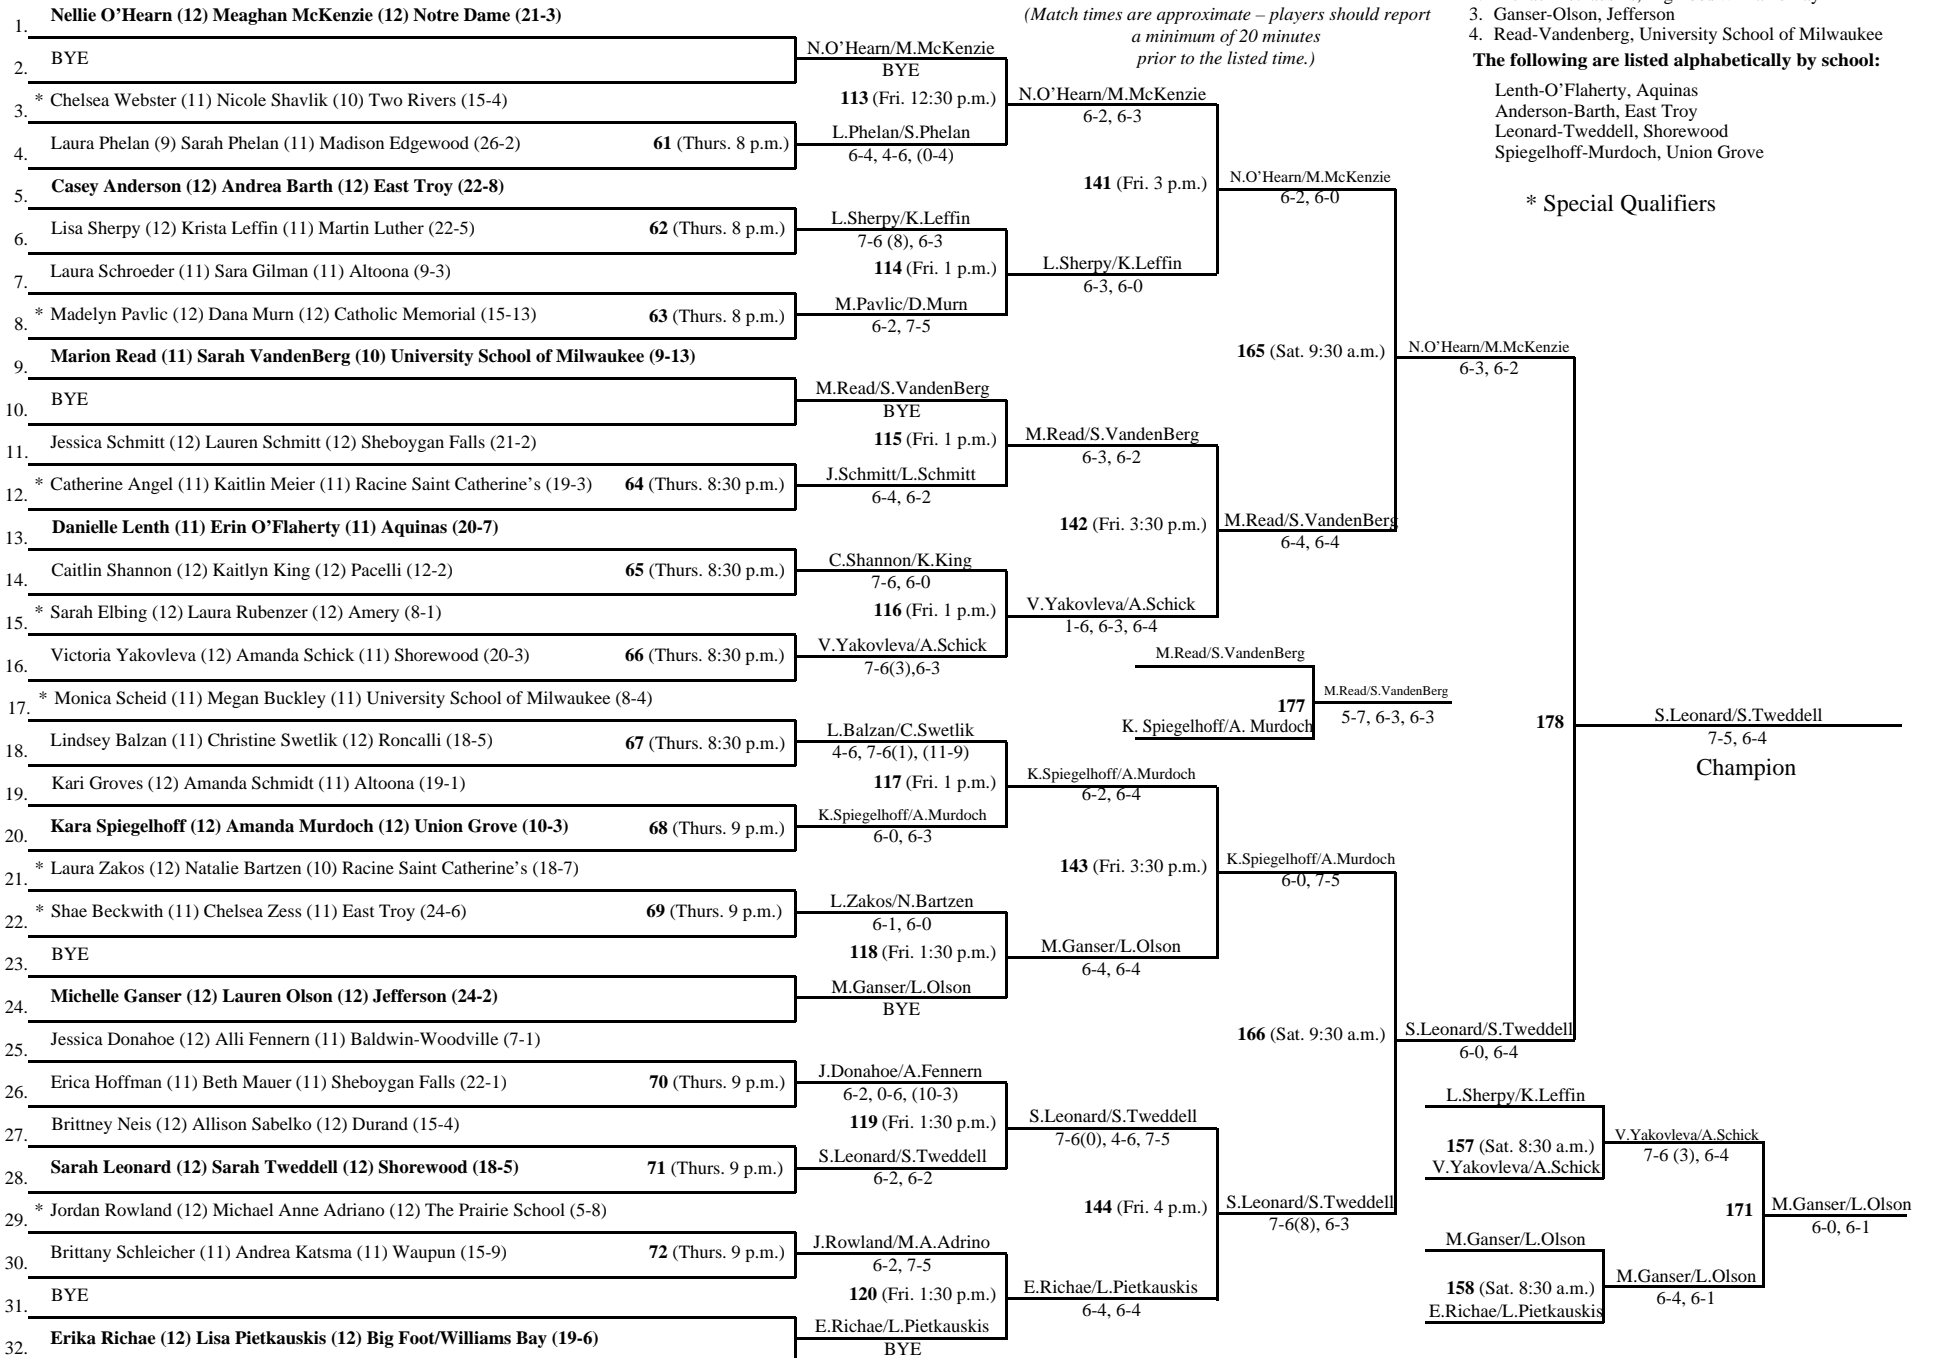 1. Nellie O’Hearn (12) Meaghan McKenzie (12) Notre Dame (21-3)
2. BYE
3. * Chelsea Webster (11) Nicole Shavlik (10) Two Rivers (15-4)
4. Laura Phelan (9) Sarah Phelan (11) Madison Edgewood (26-2) 61 (Thurs. 8 p.m.)
5. Casey Anderson (12) Andrea Barth (12) East Troy (22-8)
6. Lisa Sherpy (12) Krista Leffin (11) Martin Luther (22-5) 62 (Thurs. 8 p.m.)
7. Laura Schroeder (11) Sara Gilman (11) Altoona (9-3)
8. * Madelyn Pavlic (12) Dana Murn (12) Catholic Memorial (15-13) 63 (Thurs. 8 p.m.)
9. Marion Read (11) Sarah VandenBerg (10) University School of Milwaukee (9-13)
10. BYE
11. Jessica Schmitt (12) Lauren Schmitt (12) Sheboygan Falls (21-2)
12. * Catherine Angel (11) Kaitlin Meier (11) Racine Saint Catherine’s (19-3) 64 (Thurs. 8:30 p.m.)
13. Danielle Lenth (11) Erin O’Flaherty (11) Aquinas (20-7)
14. Caitlin Shannon (12) Kaitlyn King (12) Pacelli (12-2) 65 (Thurs. 8:30 p.m.)
15. * Sarah Elbing (12) Laura Rubenzer (12) Amery (8-1)
16. Victoria Yakovleva (12) Amanda Schick (11) Shorewood (20-3) 66 (Thurs. 8:30 p.m.)
17. * Monica Scheid (11) Megan Buckley (11) University School of Milwaukee (8-4)
18. Lindsey Balzan (11) Christine Swetlik (12) Roncalli (18-5) 67 (Thurs. 8:30 p.m.)
19. Kari Groves (12) Amanda Schmidt (11) Altoona (19-1)
20. Kara Spiegelhoff (12) Amanda Murdoch (12) Union Grove (10-3) 68 (Thurs. 9 p.m.)
21. * Laura Zakos (12) Natalie Bartzen (10) Racine Saint Catherine’s (18-7)
22. * Shae Beckwith (11) Chelsea Zess (11) East Troy (24-6) 69 (Thurs. 9 p.m.)
23. BYE
24. Michelle Ganser (12) Lauren Olson (12) Jefferson (24-2)
25. Jessica Donahoe (12) Alli Fennern (11) Baldwin-Woodville (7-1)
26. Erica Hoffman (11) Beth Mauer (11) Sheboygan Falls (22-1) 70 (Thurs. 9 p.m.)
27. Brittney Neis (12) Allison Sabelko (12) Durand (15-4)
28. Sarah Leonard (12) Sarah Tweddell (12) Shorewood (18-5) 71 (Thurs. 9 p.m.)
29. * Jordan Rowland (12) Michael Anne Adriano (12) The Prairie School (5-8)
30. Brittany Schleicher (11) Andrea Katsma (11) Waupun (15-9) 72 (Thurs. 9 p.m.)
31. BYE
32. Erika Richae (12) Lisa Pietkauskis (12) Big Foot/Williams Bay (19-6)
N.O’Hearn/M.McKenzie
BYE
113 (Fri. 12:30 p.m.)
L.Phelan/S.Phelan
6-4, 4-6, (0-4)
L.Sherpy/K.Leffin
7-6 (8), 6-3
114 (Fri. 1 p.m.)
M.Pavlic/D.Murn
6-2, 7-5
M.Read/S.VandenBerg
BYE
115 (Fri. 1 p.m.)
J.Schmitt/L.Schmitt
6-4, 6-2
C.Shannon/K.King
7-6, 6-0
116 (Fri. 1 p.m.)
V.Yakovleva/A.Schick
7-6(3),6-3
L.Balzan/C.Swetlik
4-6, 7-6(1), (11-9)
117 (Fri. 1 p.m.)
K.Spiegelhoff/A.Murdoch
6-0, 6-3
L.Zakos/N.Bartzen
6-1, 6-0
118 (Fri. 1:30 p.m.)
M.Ganser/L.Olson
BYE
J.Donahoe/A.Fennern
6-2, 0-6, (10-3)
119 (Fri. 1:30 p.m.)
S.Leonard/S.Tweddell
6-2, 6-2
J.Rowland/M.A.Adrino
6-2, 7-5
120 (Fri. 1:30 p.m.)
E.Richae/L.Pietkauskis
BYE
(Match times are approximate – players should report
a minimum of 20 minutes
prior to the listed time.)
N.O’Hearn/M.McKenzie
6-2, 6-3
141 (Fri. 3 p.m.)
L.Sherpy/K.Leffin
6-3, 6-0
M.Read/S.VandenBerg
6-3, 6-2
142 (Fri. 3:30 p.m.)
V.Yakovleva/A.Schick
1-6, 6-3, 6-4
K.Spiegelhoff/A.Murdoch
6-2, 6-4
143 (Fri. 3:30 p.m.)
M.Ganser/L.Olson
6-4, 6-4
S.Leonard/S.Tweddell
7-6(0), 4-6, 7-5
144 (Fri. 4 p.m.)
E.Richae/L.Pietkauskis
6-4, 6-4
N.O’Hearn/M.McKenzie
6-2, 6-0
165 (Sat. 9:30 a.m.)
M.Read/S.VandenBerg
6-4, 6-4
M.Read/S.VandenBerg
177
K. Spiegelhoff/A. Murdoch
M.Read/S.VandenBerg
5-7, 6-3, 6-3
K.Spiegelhoff/A.Murdoch
6-0, 7-5
166 (Sat. 9:30 a.m.)
S.Leonard/S.Tweddell
7-6(8), 6-3
N.O’Hearn/M.McKenzie
6-3, 6-2
178
S.Leonard/S.Tweddell
6-0, 6-4
S.Leonard/S.Tweddell
7-5, 6-4
Champion
3. Ganser-Olson, Jefferson
4. Read-Vandenberg, University School of Milwaukee
The following are listed alphabetically by school:
Lenth-O’Flaherty, Aquinas
Anderson-Barth, East Troy
Leonard-Tweddell, Shorewood
Spiegelhoff-Murdoch, Union Grove
* Special Qualifiers
L.Sherpy/K.Leffin
157 (Sat. 8:30 a.m.)
V.Yakovleva/A.Schick
V.Yakovleva/A.Schick
7-6 (3), 6-4
171
M.Ganser/L.Olson
158 (Sat. 8:30 a.m.)
E.Richae/L.Pietkauskis
M.Ganser/L.Olson
6-4, 6-1
M.Ganser/L.Olson
6-0, 6-1